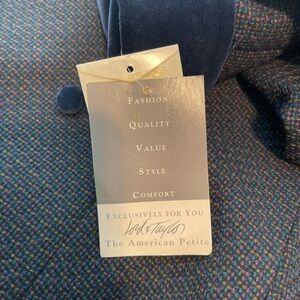 FASHION
QUALITY
VALUE
STYLE
COMFORT
EXCLUSIVELY FOR YOU
Lord & Taylor
The American Petite